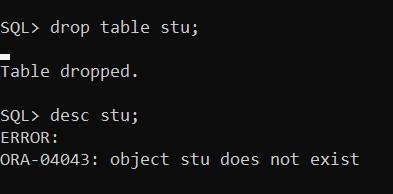 SQL> drop table stu;
Table dropped.
SQL> desc stu;
ERROR:
ORA-04043: object stu does not exist